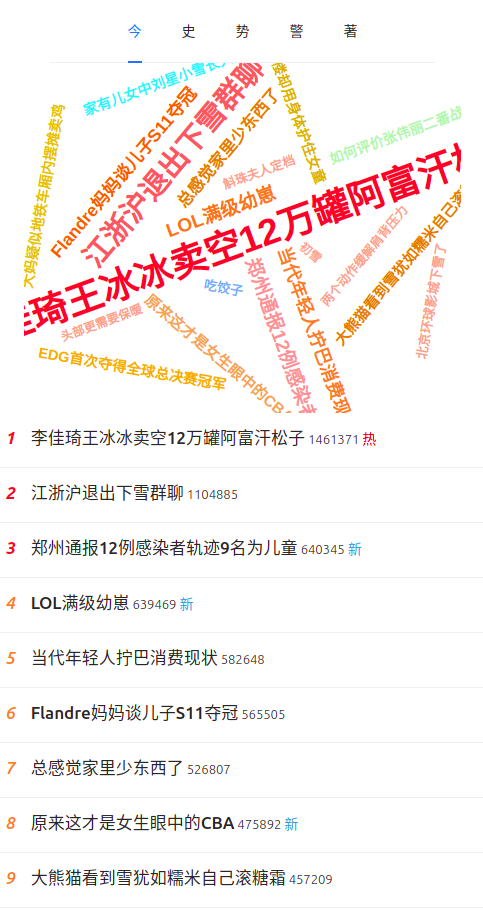 今 史 势 警 著
家有儿女中刘星小雪长
江浙沪退出下雪群聊
Flandre妈妈谈儿子S11夺冠
总感觉家里少东西了
却用身体护住女童
如何评价张伟丽二番战
大妈疑似地铁车厢内摆摊卖鸡
斛珠夫人定档
LOL满级幼崽
佳琦王冰冰卖空12万罐阿富汗松
初雪
两个动作缓解肩背压力
大熊猫看到雪犹如糯米自己滚
北京环球影城下雪了
吃饺子
郑州通报12例感染者
当代年轻人拧巴消费现
头部更需要保暖
原来这才是女生眼中的CBA
EDG首次夺得全球总决赛冠军
1 李佳琦王冰冰卖空12万罐阿富汗松子 1461371 热
2 江浙沪退出下雪群聊 1104885
3 郑州通报12例感染者轨迹9名为儿童 640345 新
4 LOL满级幼崽 639469 新
5 当代年轻人拧巴消费现状 582648
6 Flandre妈妈谈儿子S11夺冠 565505
7 总感觉家里少东西了 526807
8 原来这才是女生眼中的CBA 475892 新
9 大熊猫看到雪犹如糯米自己滚糖霜 457209